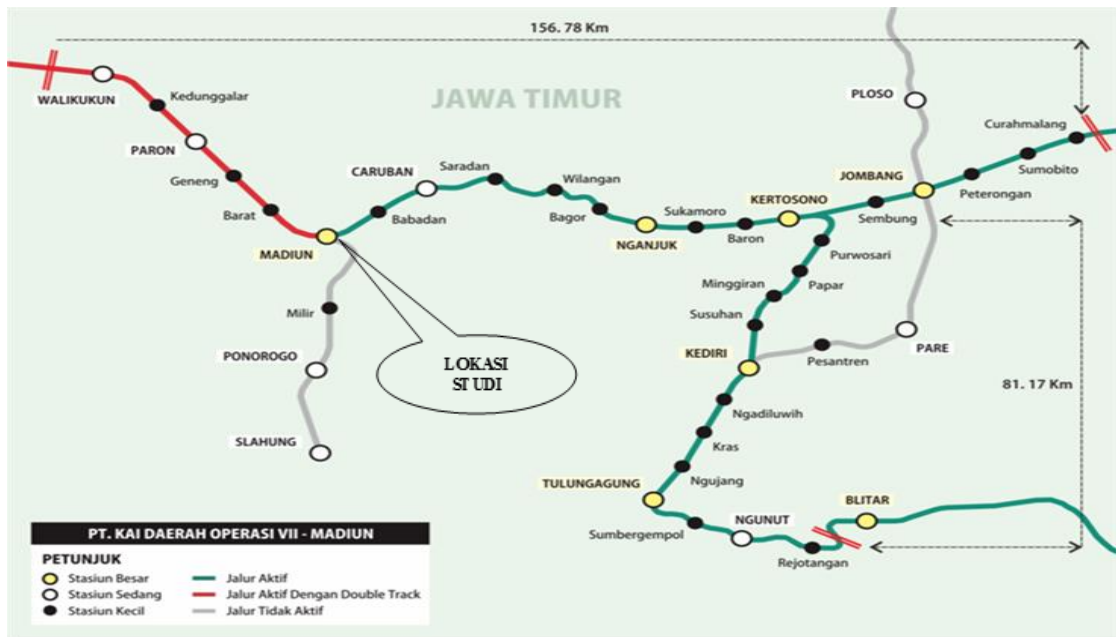 156. 78 Km
JAWA TIMUR
WALIKUKUN
Kedunggalar
PARON
Geneng
Barat
MADIUN
Babadan
CARUBAN
Saradan
Wilangan
Bagor
NGANJUK
Sukamoro
Baron
KERTOSONO
Sembung
JOMBANG
PLOSO
Peterongan
Sumobito
Curahmalang
Purwosari
Papar
Minggiran
Susuhan
KEDIRI
Pesantren
PARE
Milir
PONOROGO
SLAHUNG
LOKASI
STUDI
81. 17 Km
Ngadiluwih
Kras
Ngujang
TULUNGAGUNG
Sumbergempol
NGUNUT
Rejotangan
BLITAR
PT. KAI DAERAH OPERASI VII - MADIUN
PETUNJUK
Stasiun Besar
Jalur Aktif
Stasiun Sedang
Jalur Aktif Dengan Double Track
Stasiun Kecil
Jalur Tidak Aktif